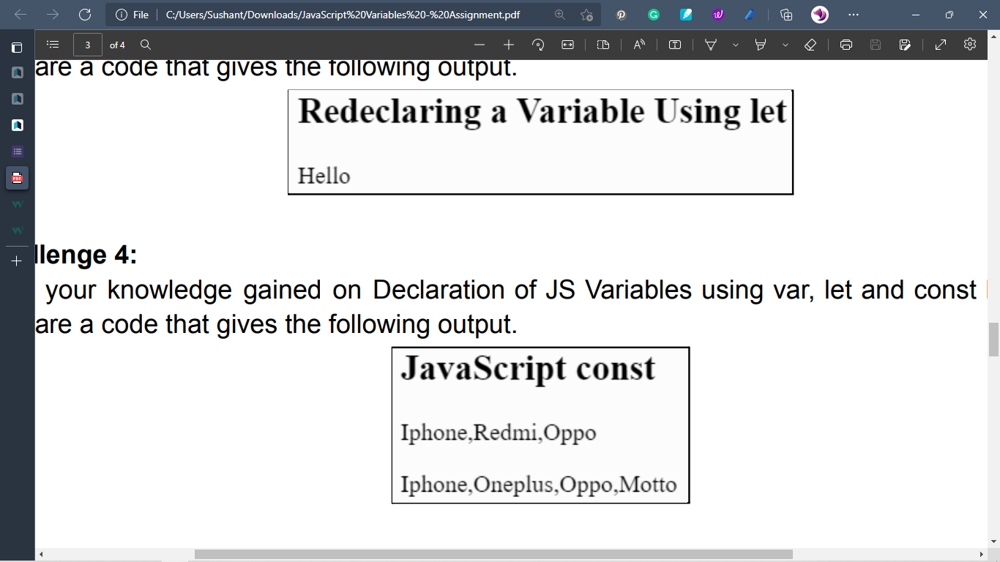 File
C:/Users/Sushant/Downloads/JavaScript%20Variables%20-%20Assignment.pdf
3 of 4
are a code that gives the following output.
Redeclaring a Variable Using let
Hello
llenge 4:
your knowledge gained on Declaration of JS Variables using var, let and const
are a code that gives the following output.
JavaScript const
Iphone,Redmi,Oppo
Iphone,Oneplus,Oppo,Motto